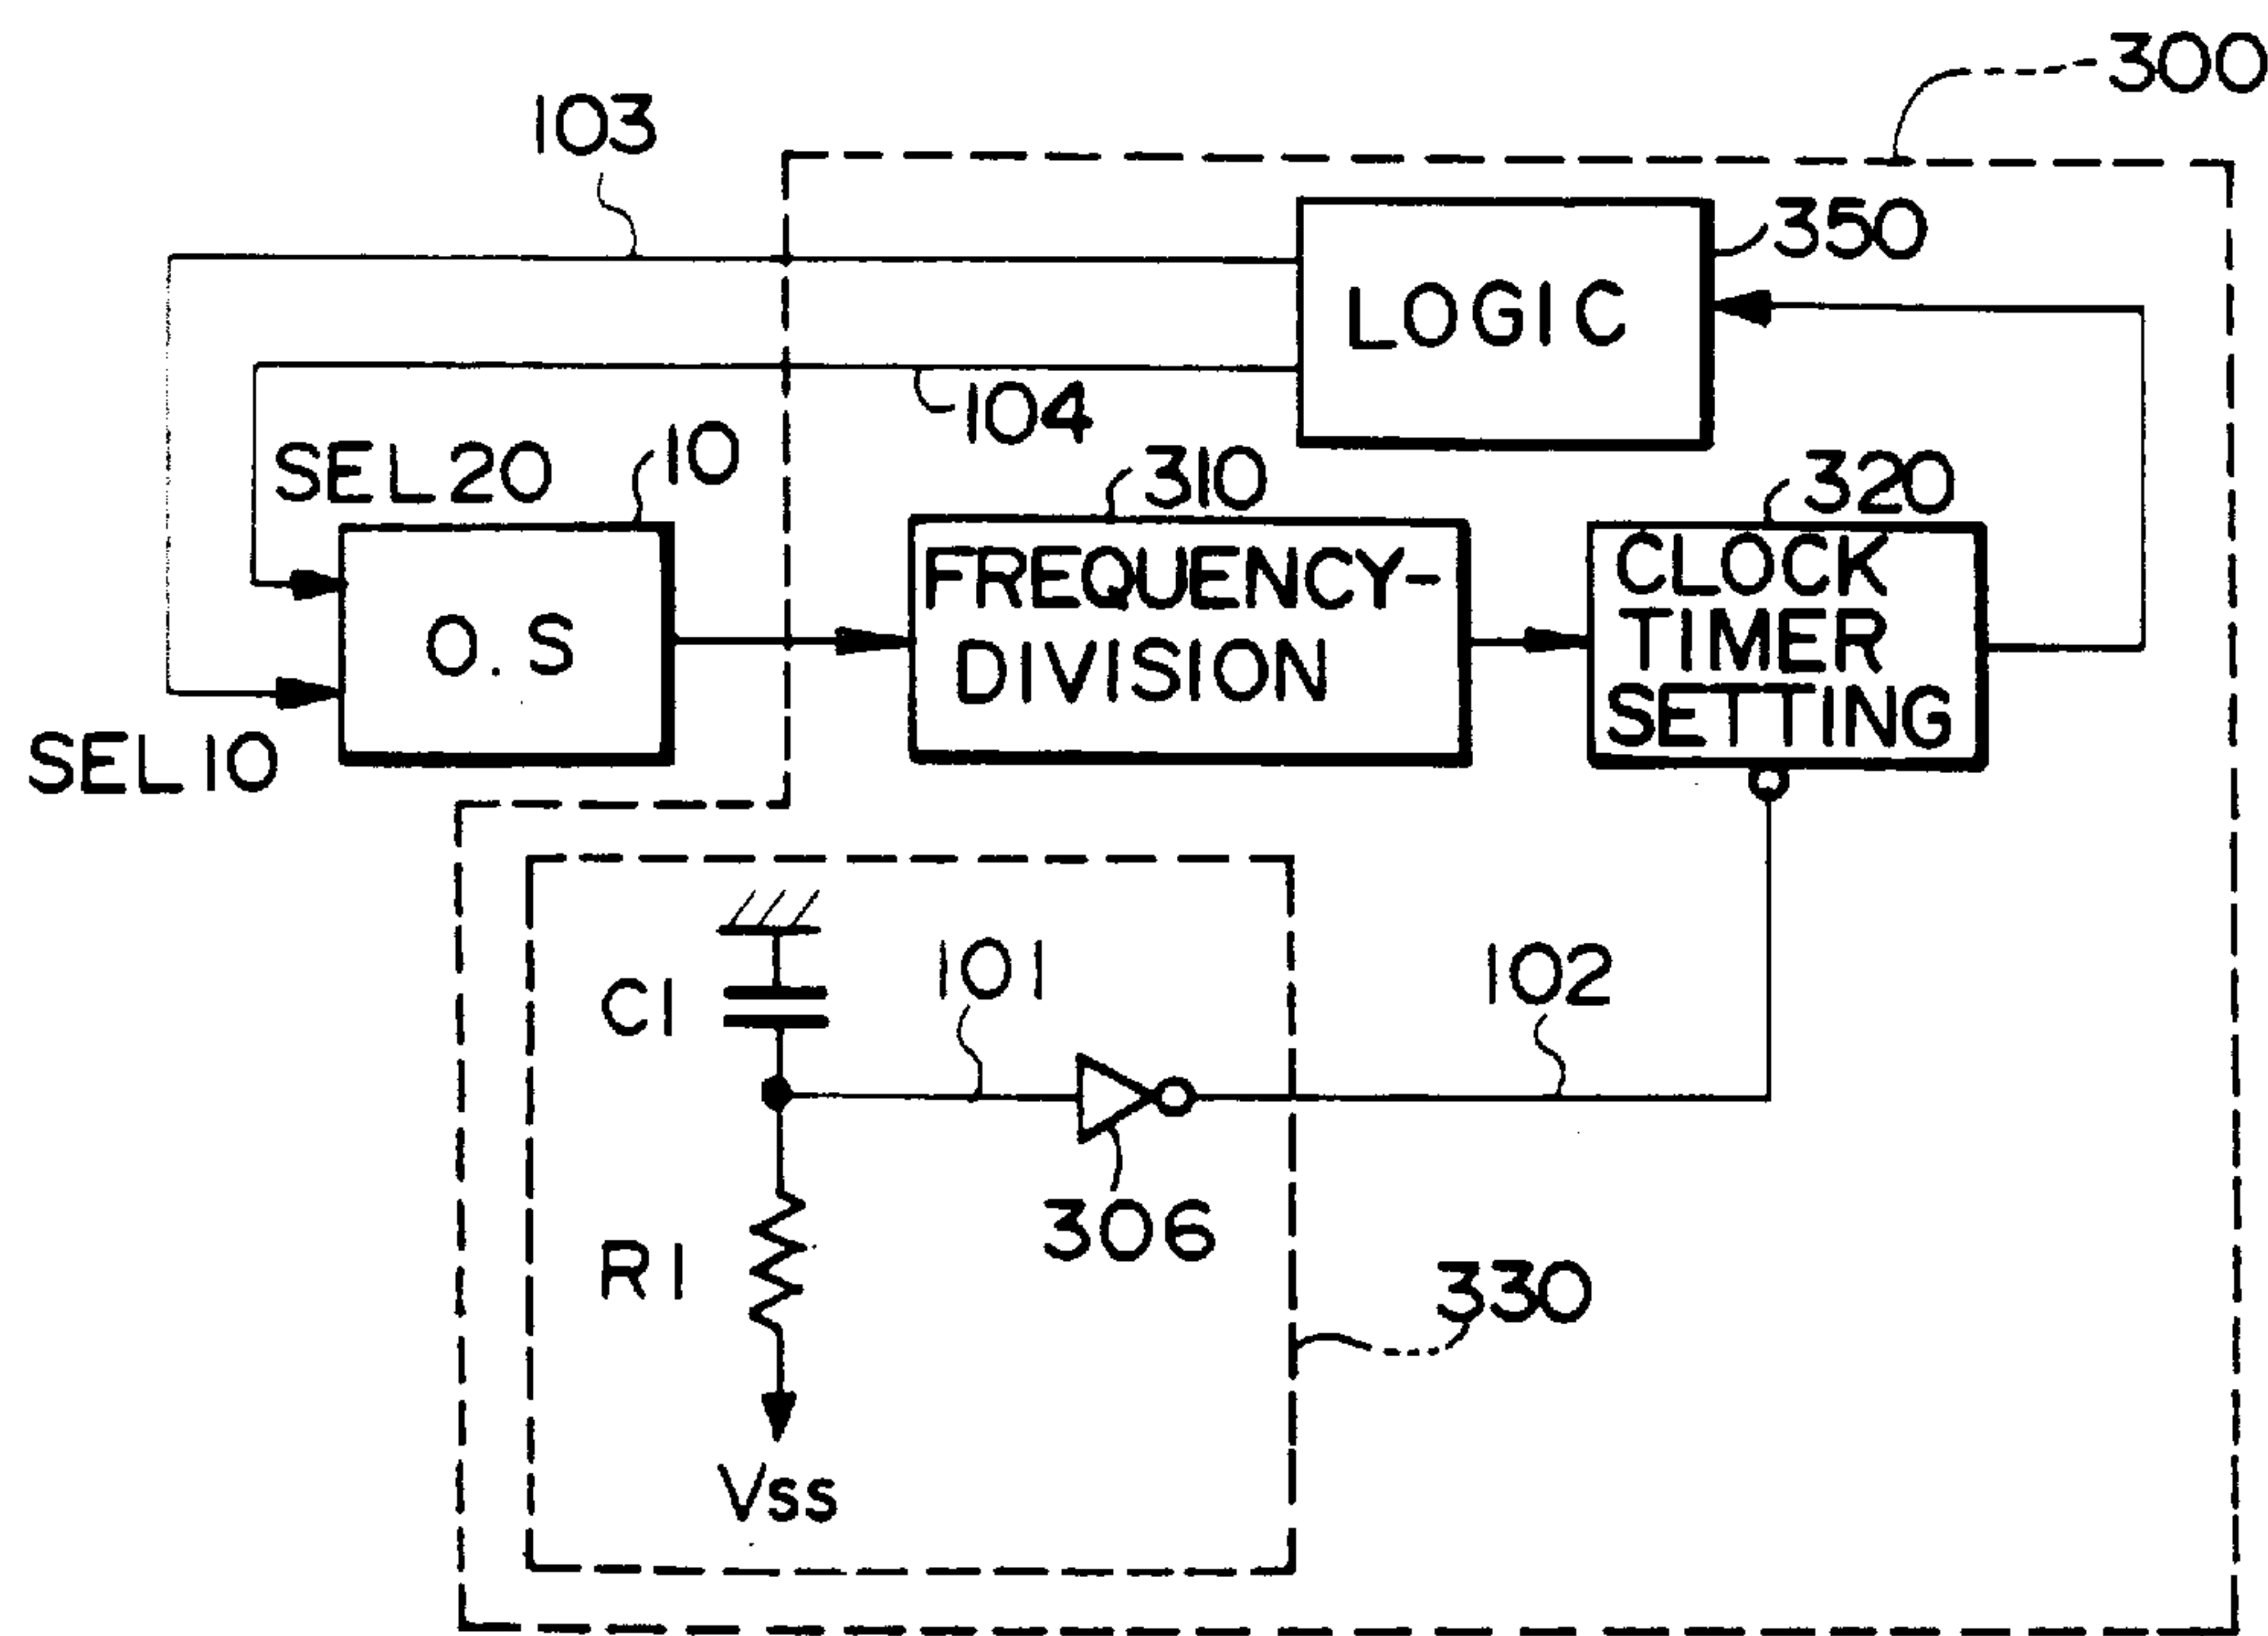 300
103
350
LOGIC
104
SEL20
10
310
320
O.S
FREQUENCY-
DIVISION
CLOCK
TIMER
SETTING
SEL10
C1
101
102
306
R1
330
Vss